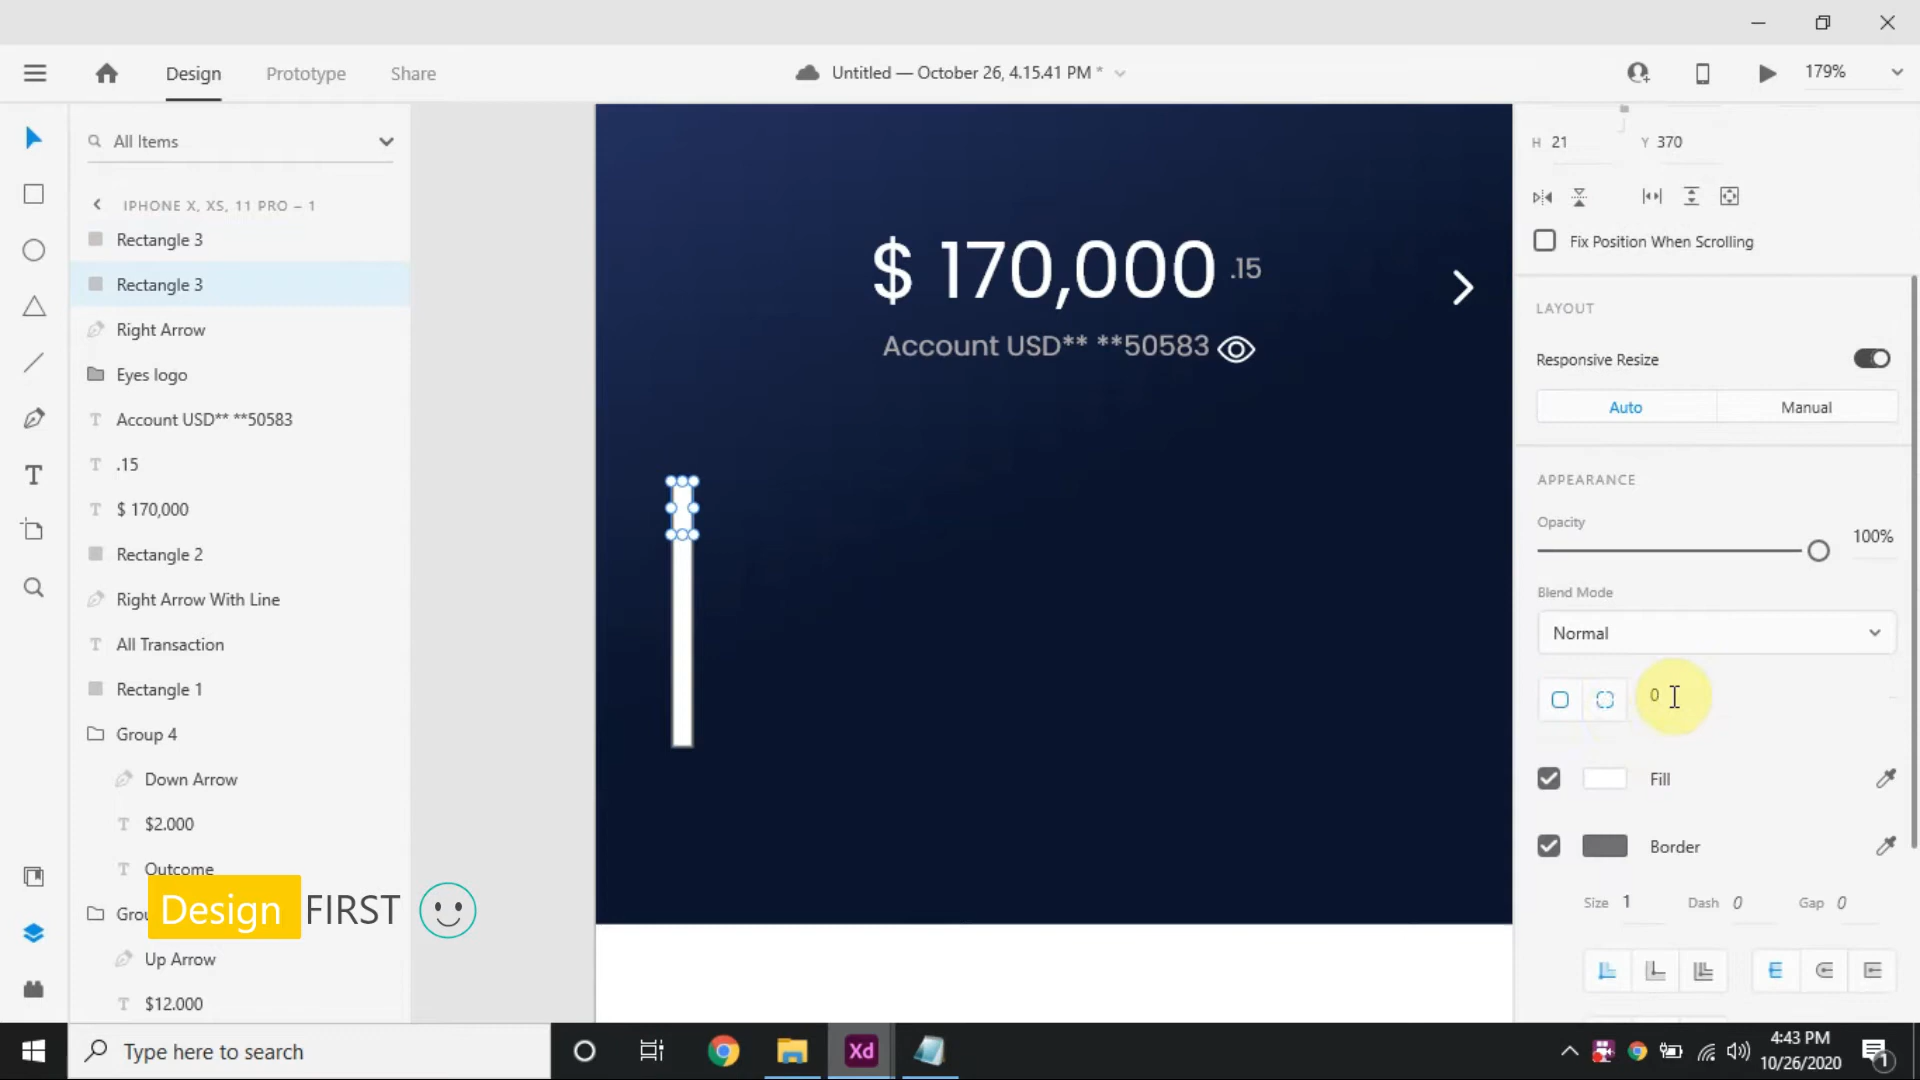 Design
Prototype
Share
Untitled — October 26, 4.15.41 PM *
179%
All Items
IPHONE X, XS, 11 PRO – 1
Rectangle 3
Rectangle 3
Right Arrow
Eyes logo
T Account USD** **50583
T .15
T $ 170,000
Rectangle 2
Right Arrow With Line
T All Transaction
Rectangle 1
Group 4
Down Arrow
T $2.000
T Outcome
Grou
Up Arrow
T $12.000
Design FIRST
$ 170,000 .15
Account USD** **50583
H 21 Y 370
Fix Position When Scrolling
LAYOUT
Responsive Resize
Auto Manual
APPEARANCE
Opacity
100%
Blend Mode
Normal
0
Fill
Border
Size 1 Dash 0 Gap 0
Type here to search
Xd
4:43 PM
10/26/2020
1